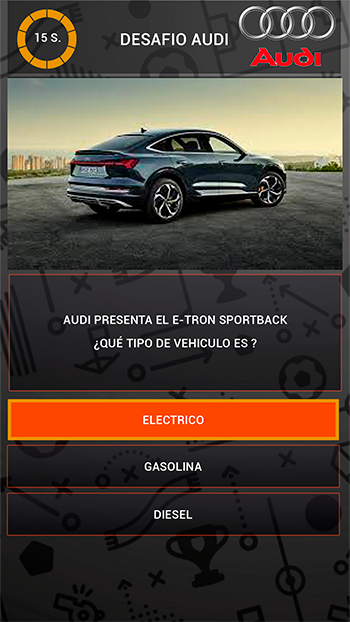 15 S.
DESAFIO AUDI
Audi
AUDI PRESENTA EL E-TRON SPORTBACK
¿QUÉ TIPO DE VEHICULO ES ?
ELECTRICO
GASOLINA
DIESEL